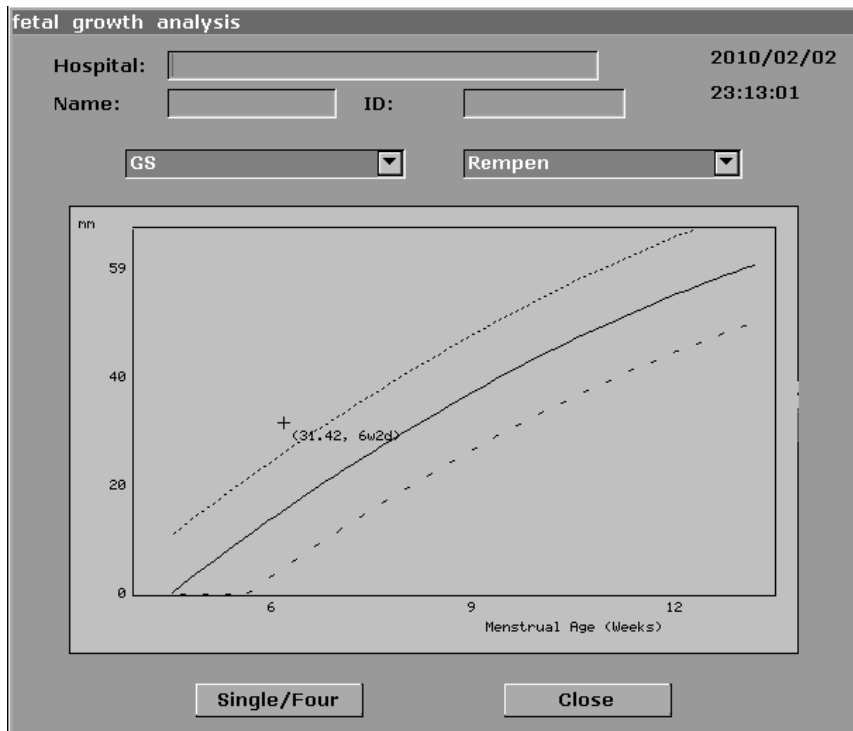 fetal growth analysis
Hospital: 2010/02/02
Name: ID: 23:13:01
GS Rempen
mm
59
40
(31.42, 6w2d)
20
0
6 9 12
Menstrual Age (Weeks)
Single/Four Close